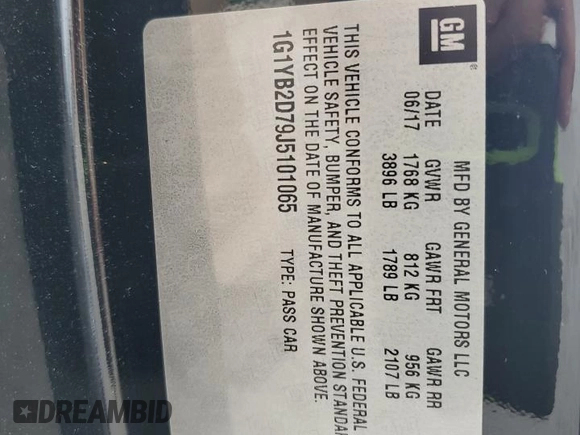 GM®
MFD BY GENERAL MOTORS LLC
DATE GVWR GAWR FRT GAWR RR
06/17 1768 KG 812 KG 956 KG
3896 LB 1789 LB 2107 LB
THIS VEHICLE CONFORMS TO ALL APPLICABLE U.S. FEDERAL
VEHICLE SAFETY, BUMPER, AND THEFT PREVENTION STANDA
EFFECT ON THE DATE OF MANUFACTURE SHOWN ABOVE.
1G1YB2D79J5101065 TYPE: PASS CAR
DREAMBID